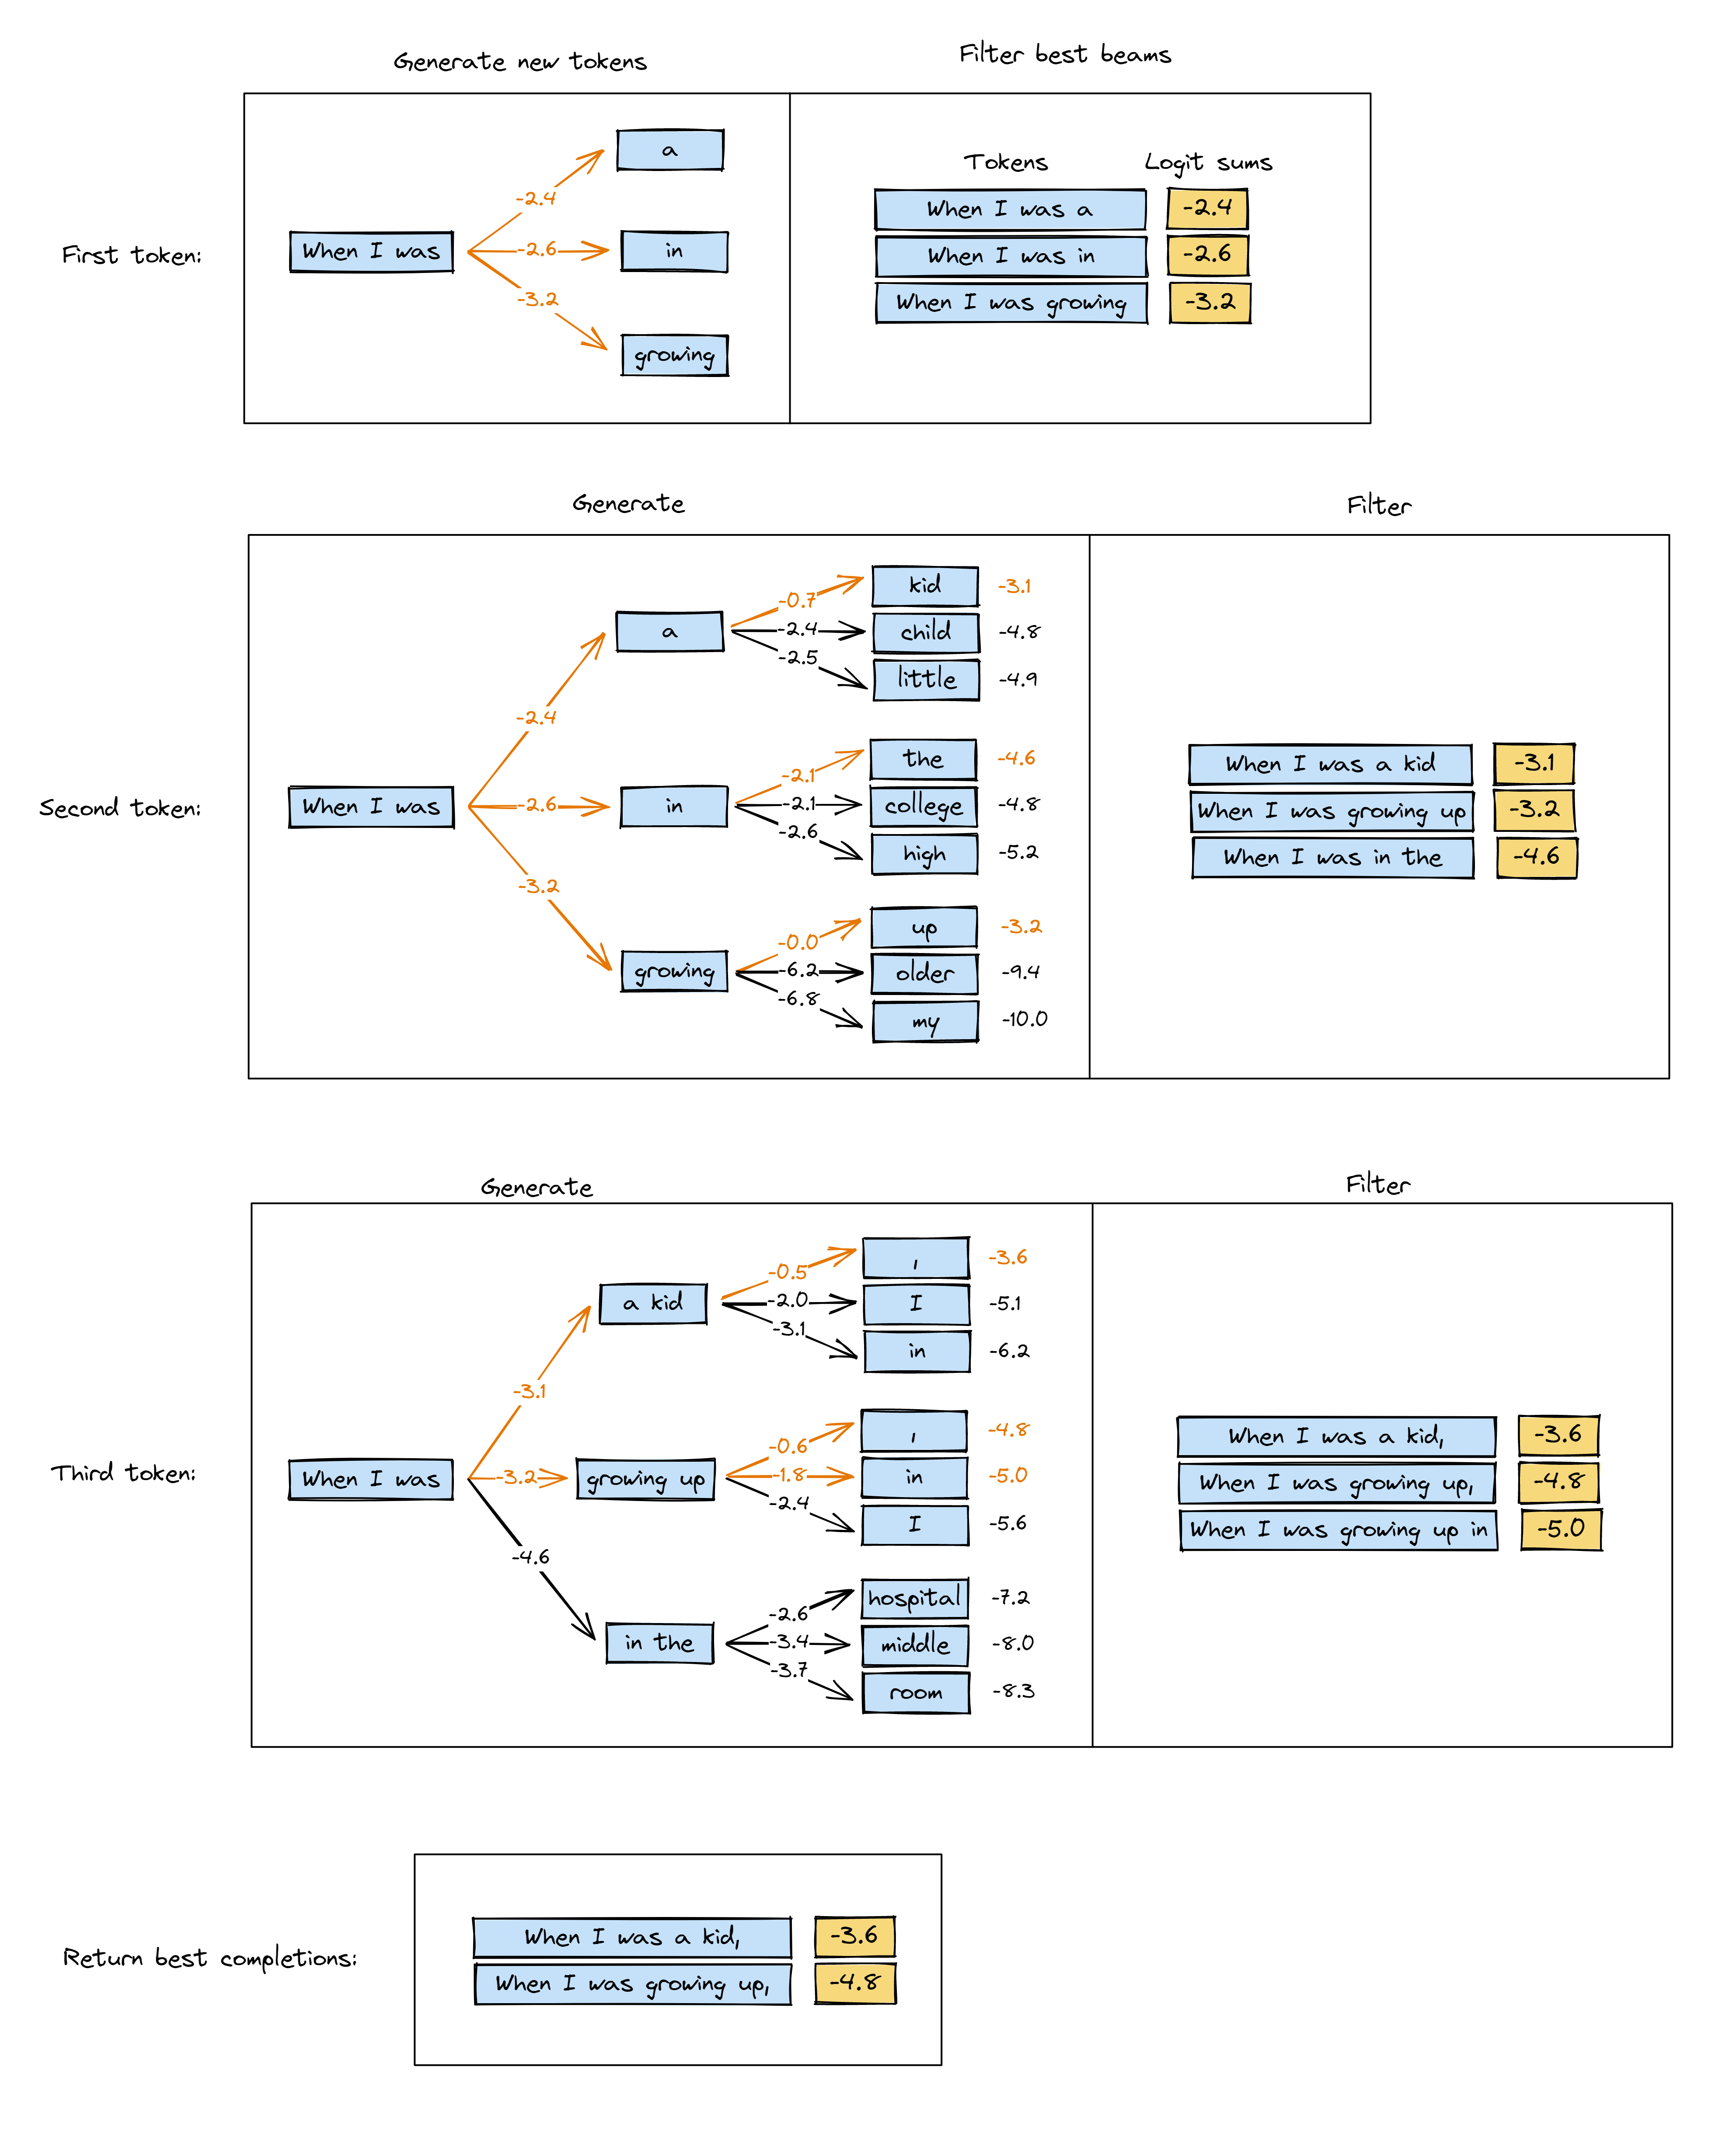 Generate new tokens
Filter best beams
First token:
When I was
-2.4
-2.6
-3.2
a
in
growing
Tokens
Logit sums
When I was a
-2.4
When I was in
-2.6
When I was growing
-3.2
Generate
Filter
Second token:
When I was
-2.4
-2.6
-3.2
a
-0.7
-2.4
-2.5
kid
-3.1
child
-4.8
little
-4.9
in
-2.1
-2.1
-2.6
the
-4.6
college
-4.8
high
-5.2
growing
-0.0
-6.2
-6.8
up
-3.2
older
-9.4
my
-10.0
When I was a kid
-3.1
When I was growing up
-3.2
When I was in the
-4.6
Generate
Filter
Third token:
When I was
-3.1
-3.2
-4.6
a kid
-0.5
-2.0
-3.1
,
-3.6
I
-5.1
in
-6.2
growing up
-0.6
-1.8
-2.4
,
-4.8
in
-5.0
I
-5.6
in the
-2.6
-3.4
-3.7
hospital
-7.2
middle
-8.0
room
-8.3
When I was a kid,
-3.6
When I was growing up,
-4.8
When I was growing up in
-5.0
Return best completions:
When I was a kid,
-3.6
When I was growing up,
-4.8